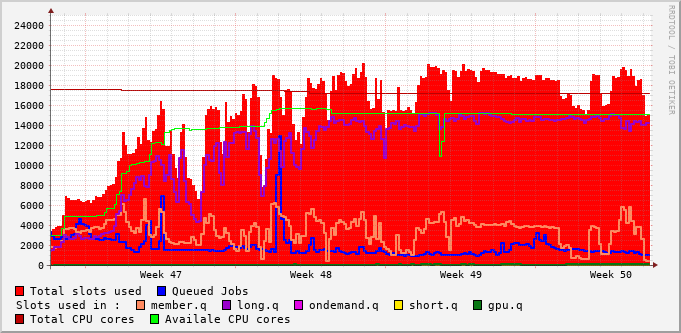 24000
22000
20000
18000
16000
14000
12000
10000
8000
6000
4000
2000
0
Week 47 Week 48 Week 49 Week 50
Total slots used Queued Jobs
Slots used in : member.q long.q ondemand.q short.q gpu.q
Total CPU cores Availale CPU cores
RRDTOOL / TOBI OETIKER